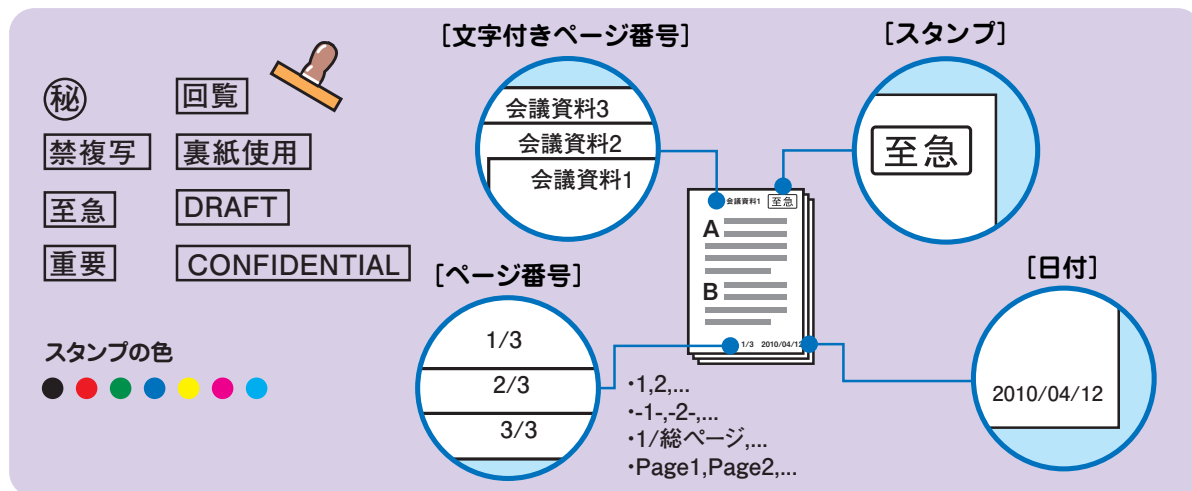 [文字付きページ番号]
[スタンプ]
秘
回覧
禁複写
裏紙使用
至急
DRAFT
重要
CONFIDENTIAL
スタンプの色
会議資料3
会議資料2
会議資料1
至急
会議資料1
至急
A
B
1/3 2010/04/12
[ページ番号]
1/3
2/3
3/3
・1,2,...
・-1-,-2-,...
・1/総ページ,...
・Page1,Page2,...
[日付]
2010/04/12